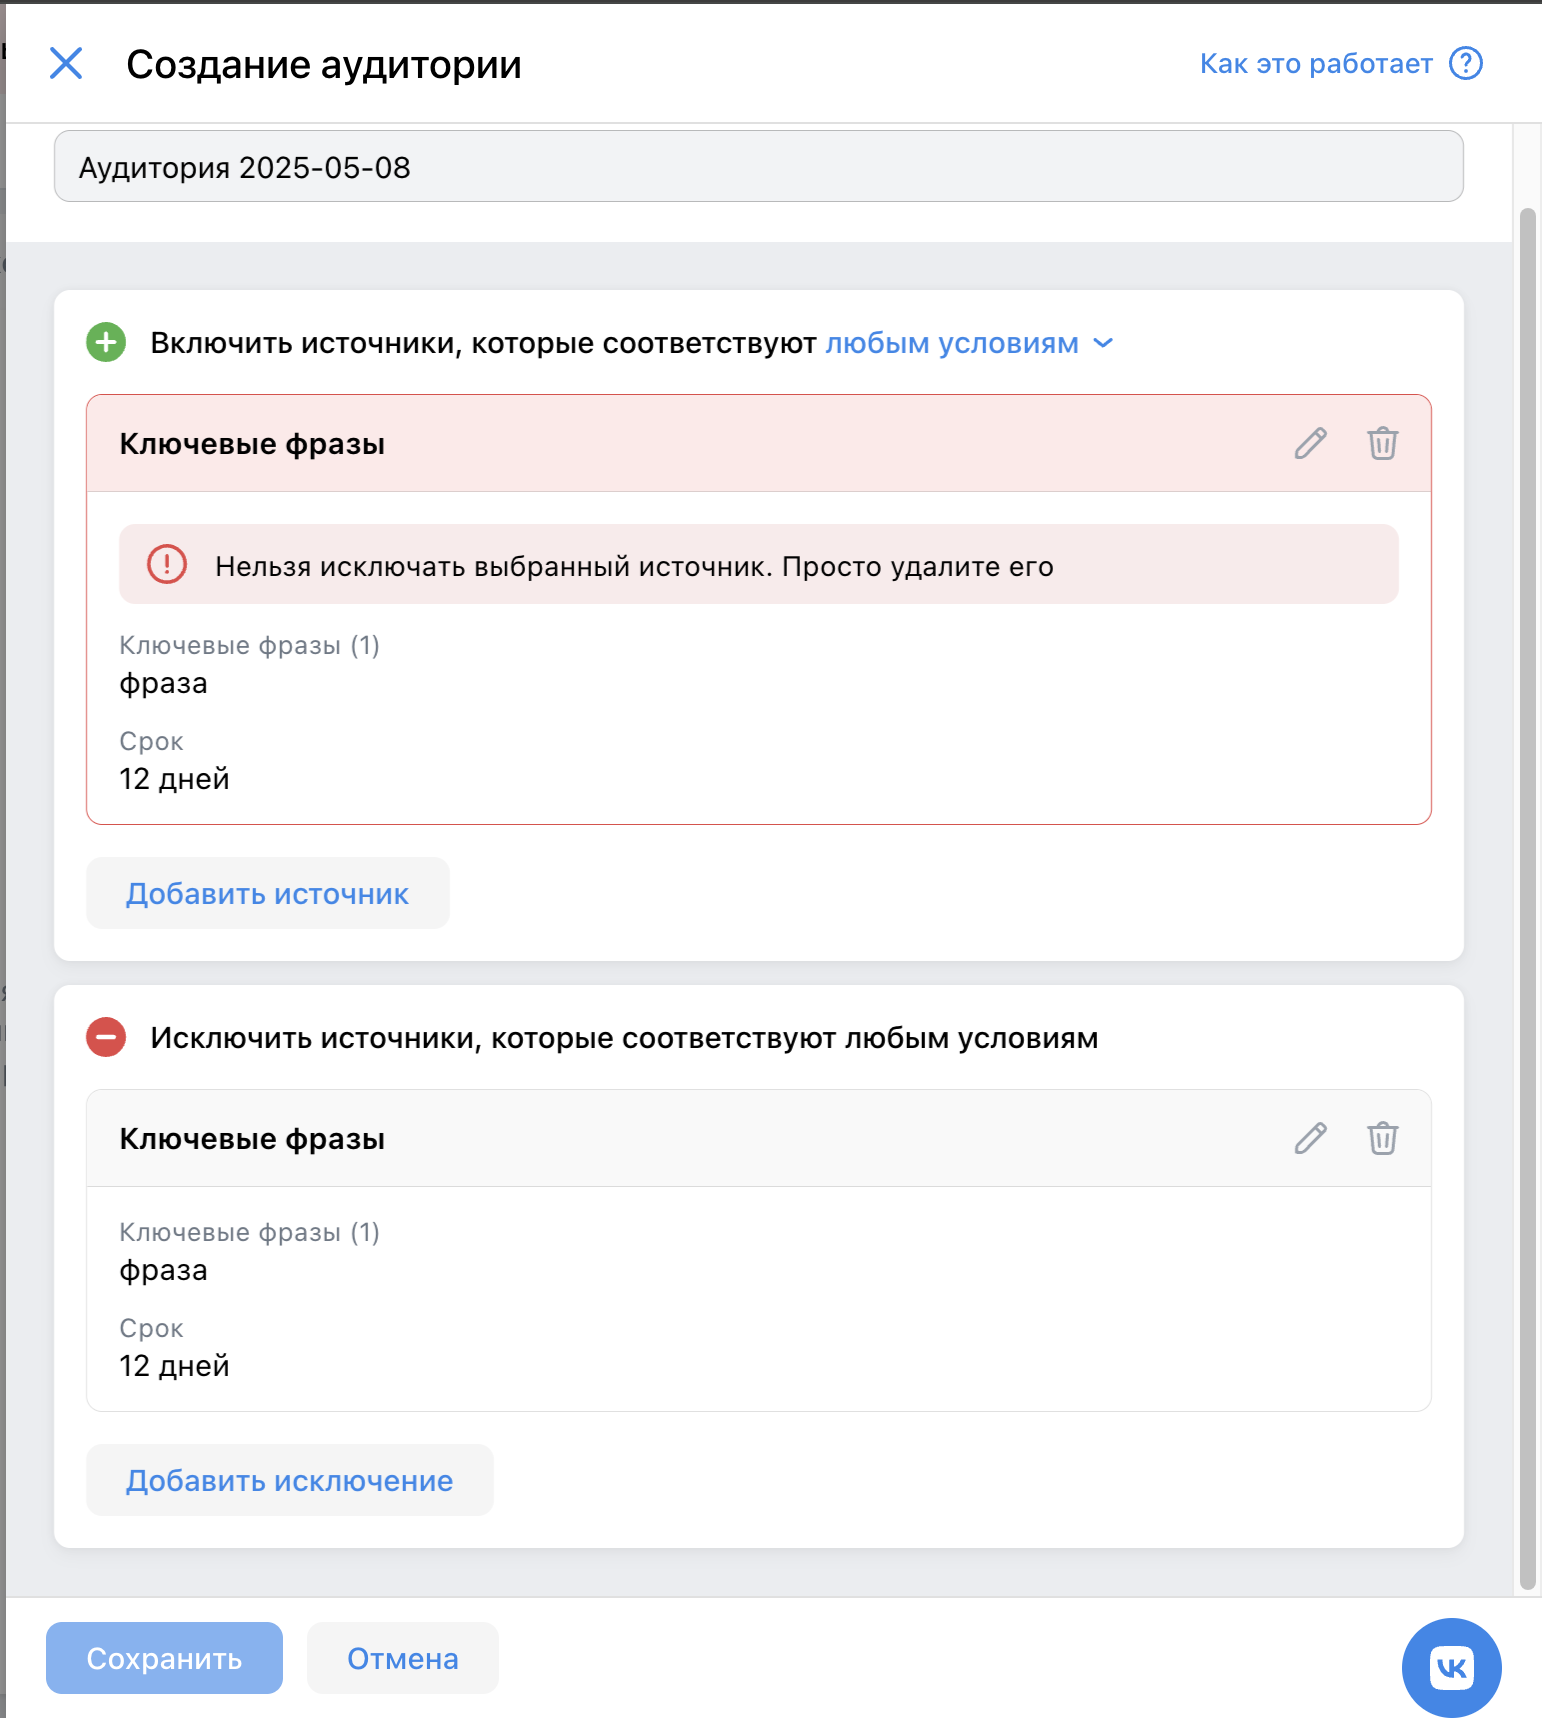 Создание аудитории
Как это работает
Аудитория 2025-05-08
Включить источники, которые соответствуют любым условиям
Ключевые фразы
Нельзя исключать выбранный источник. Просто удалите его
Ключевые фразы (1)
фраза
Срок
12 дней
Добавить источник
Исключить источники, которые соответствуют любым условиям
Ключевые фразы
Ключевые фразы (1)
фраза
Срок
12 дней
Добавить исключение
Сохранить
Отмена